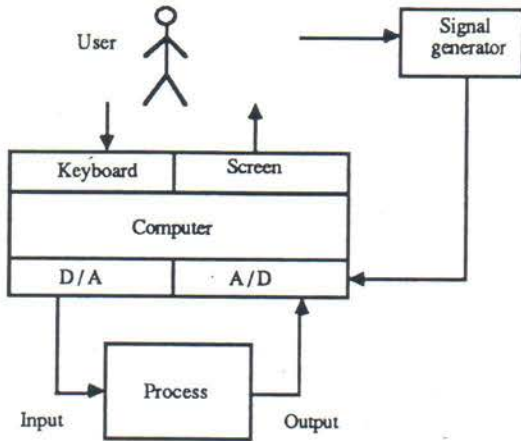 User
Signal
generator
Keyboard
Screen
Computer
D/A
A/D
Process
Input
Output